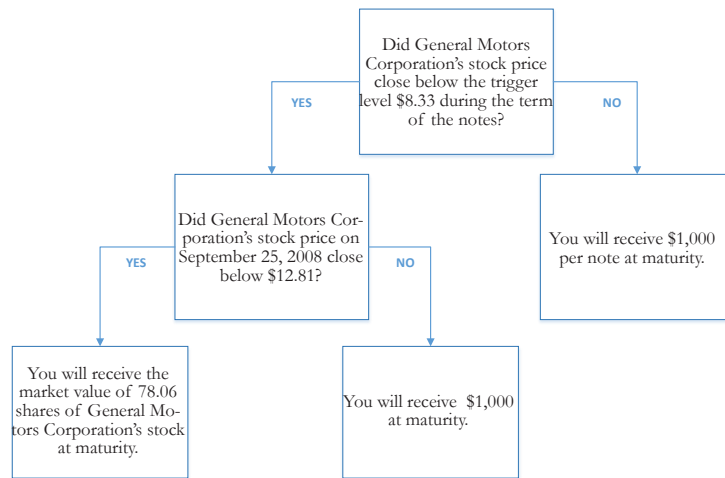 Did General Motors
Corporation's stock price
close below the trigger
level $8.33 during the term
of the notes?
YES
NO
Did General Motors Cor-
poration's stock price on
September 25, 2008 close
below $12.81?
You will receive $1,000
per note at maturity.
YES
NO
You will receive the
market value of 78.06
shares of General Mo-
tors Corporation's stock
at maturity.
You will receive $1,000
at maturity.